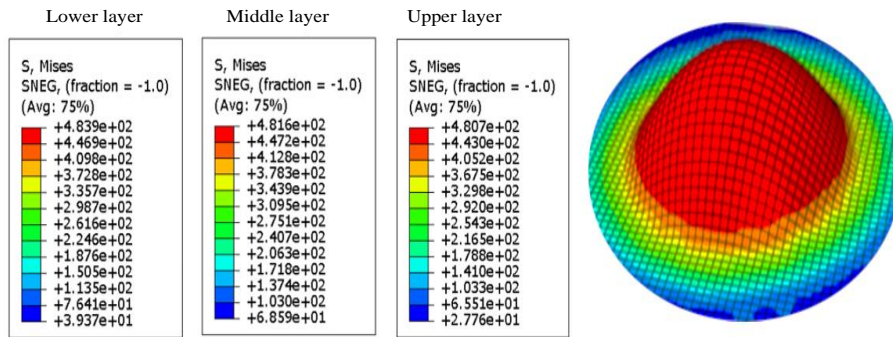 Lower layer
Middle layer
Upper layer
S, Mises
SNEG, (fraction = -1.0)
(Avg: 75%)
+4.839e+02
+4.469e+02
+4.098e+02
+3.728e+02
+3.357e+02
+2.987e+02
+2.616e+02
+2.246e+02
+1.876e+02
+1.505e+02
+1.135e+02
+7.641e+01
+3.937e+01
S, Mises
SNEG, (fraction = -1.0)
(Avg: 75%)
+4.816e+02
+4.472e+02
+4.128e+02
+3.783e+02
+3.439e+02
+3.095e+02
+2.751e+02
+2.407e+02
+2.063e+02
+1.718e+02
+1.374e+02
+1.030e+02
+6.859e+01
S, Mises
SNEG, (fraction = -1.0)
(Avg: 75%)
+4.807e+02
+4.430e+02
+4.052e+02
+3.675e+02
+3.298e+02
+2.920e+02
+2.543e+02
+2.165e+02
+1.788e+02
+1.410e+02
+1.033e+02
+6.551e+01
+2.776e+01